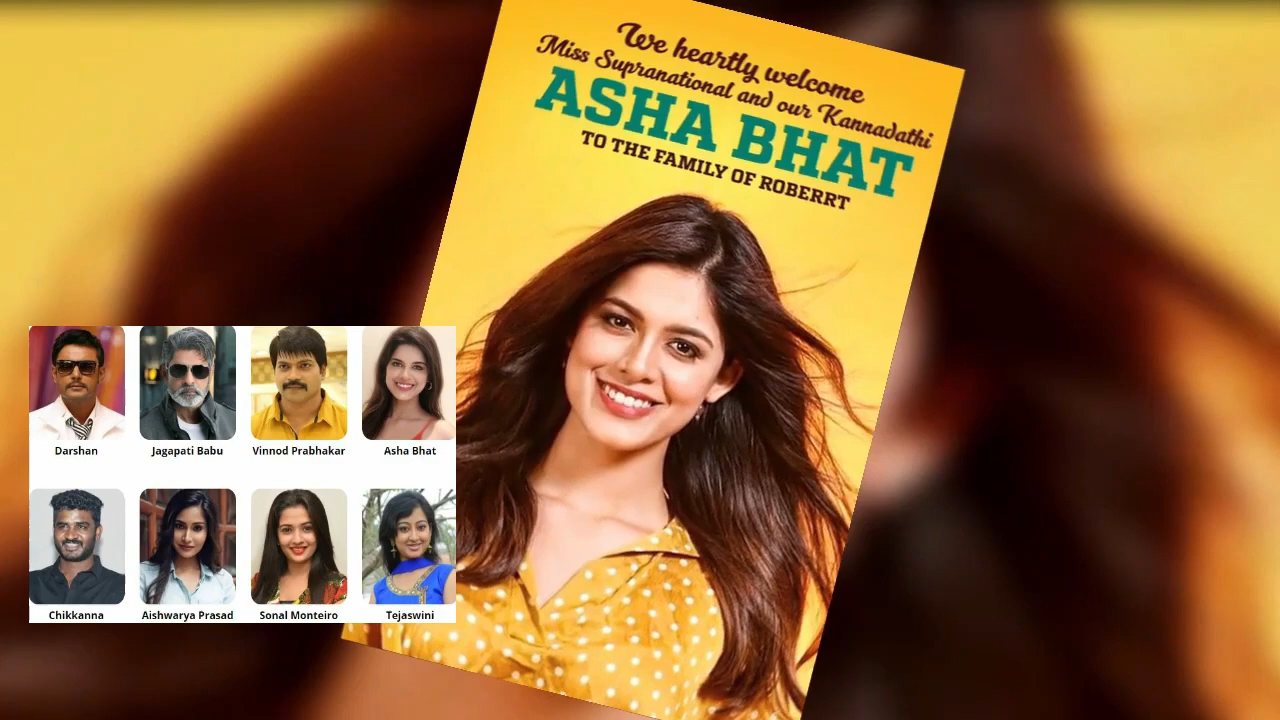 We heartly welcome
Miss Supranational and our Kannadathi
ASHA BHAT
TO THE FAMILY OF ROBERRT
Darshan
Jagapati Babu
Vinnod Prabhakar
Asha Bhat
Chikkanna
Aishwarya Prasad
Sonal Monteiro
Tejaswini